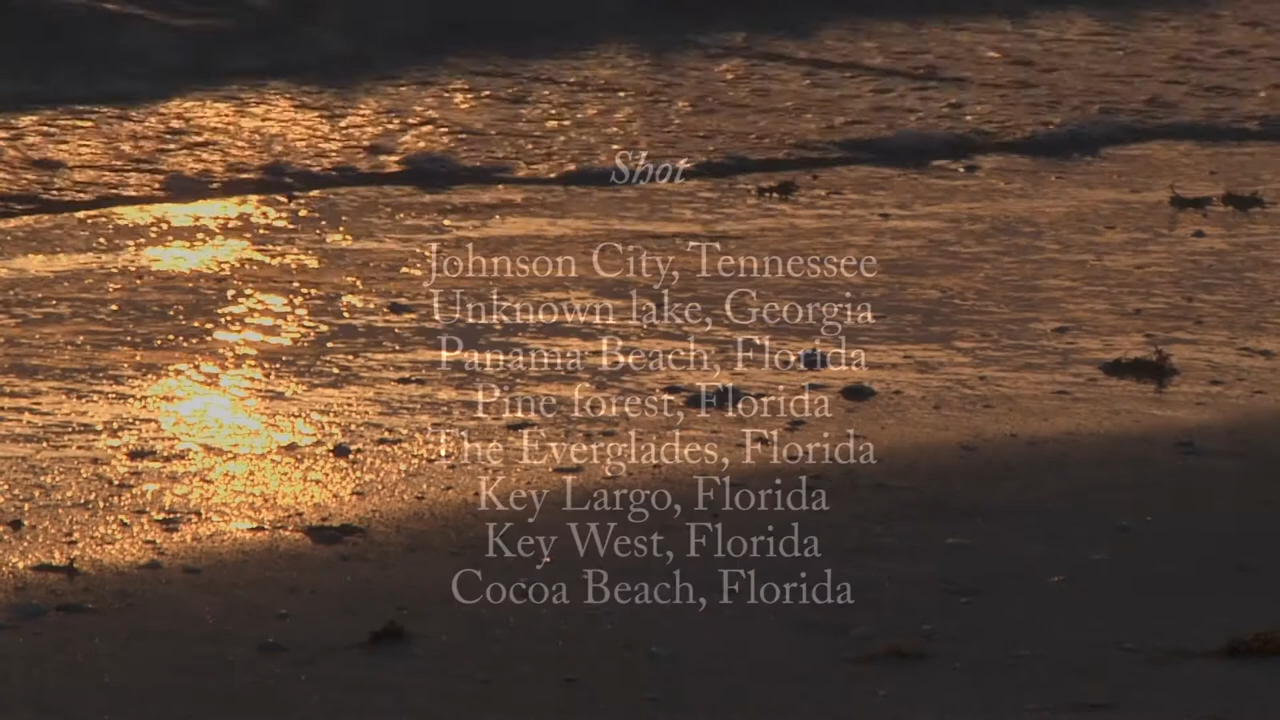 Shot
Johnson City, Tennessee
Unknown lake, Georgia
Panama Beach, Florida
Pine forest, Florida
The Everglades, Florida
Key Largo, Florida
Key West, Florida
Cocoa Beach, Florida